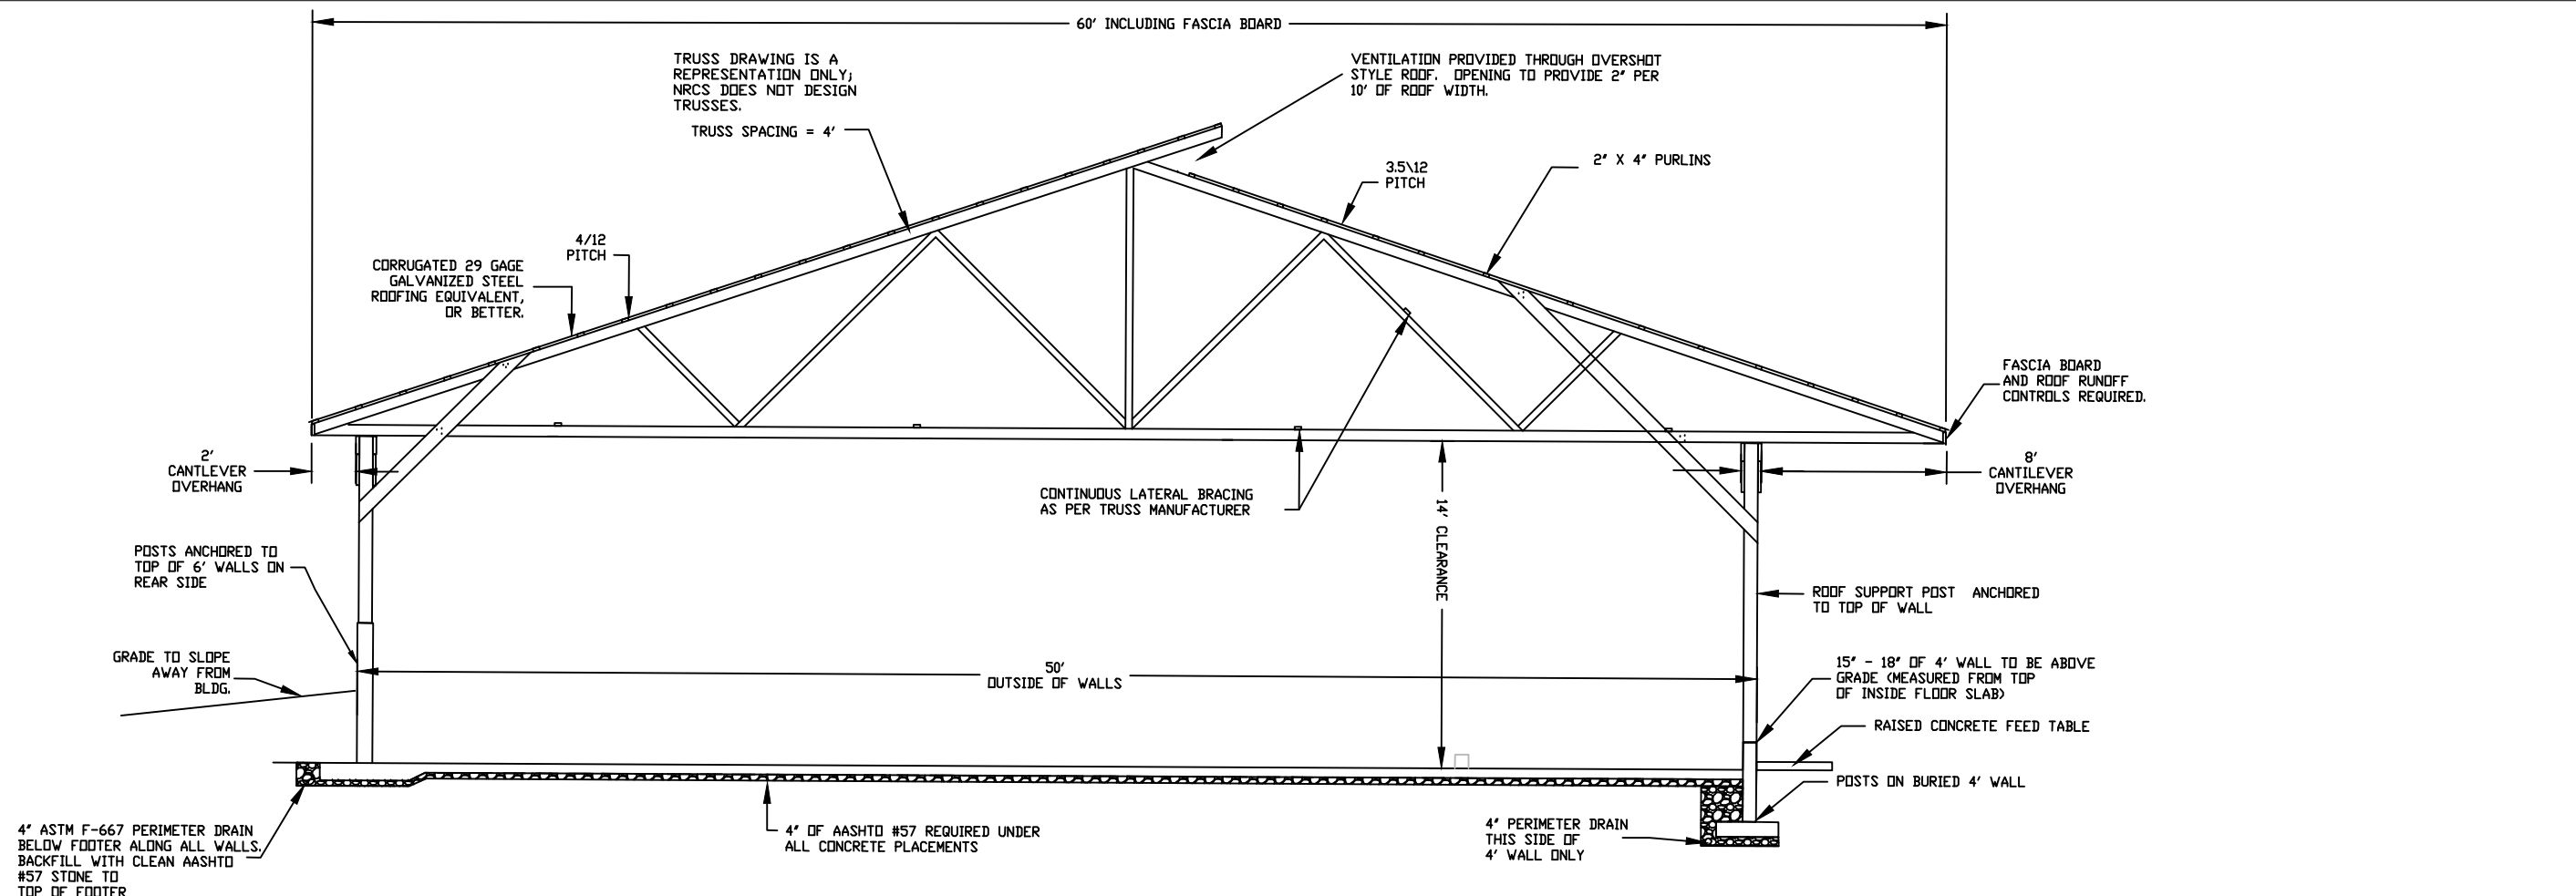 60' INCLUDING FASCIA BOARD
TRUSS DRAWING IS A
REPRESENTATION ONLY;
NRCS DOES NOT DESIGN
TRUSSES.
TRUSS SPACING = 4'
VENTILATION PROVIDED THROUGH OVERSHOT
STYLE ROOF. OPENING TO PROVIDE 2" PER
10' OF ROOF WIDTH.
2" X 4" PURLINS
3.5\12
PITCH
4/12
PITCH
CORRUGATED 29 GAGE
GALVANIZED STEEL
ROOFING EQUIVALENT,
OR BETTER.
FASCIA BOARD
AND ROOF RUNOFF
CONTROLS REQUIRED.
2'
CANTLEVER
OVERHANG
8'
CANTILEVER
OVERHANG
CONTINUOUS LATERAL BRACING
AS PER TRUSS MANUFACTURER
14' CLEARANCE
POSTS ANCHORED TO
TOP OF 6' WALLS ON
REAR SIDE
ROOF SUPPORT POST ANCHORED
TO TOP OF WALL
GRADE TO SLOPE
AWAY FROM
BLDG.
50'
OUTSIDE OF WALLS
15" - 18" OF 4' WALL TO BE ABOVE
GRADE (MEASURED FROM TOP
OF INSIDE FLOOR SLAB)
RAISED CONCRETE FEED TABLE
POSTS ON BURIED 4' WALL
4" ASTM F-667 PERIMETER DRAIN
BELOW FOOTER ALONG ALL WALLS.
BACKFILL WITH CLEAN AASHTO
#57 STONE TO
TOP OF FOOTER
4" OF AASHTO #57 REQUIRED UNDER
ALL CONCRETE PLACEMENTS
4" PERIMETER DRAIN
THIS SIDE OF
4' WALL ONLY